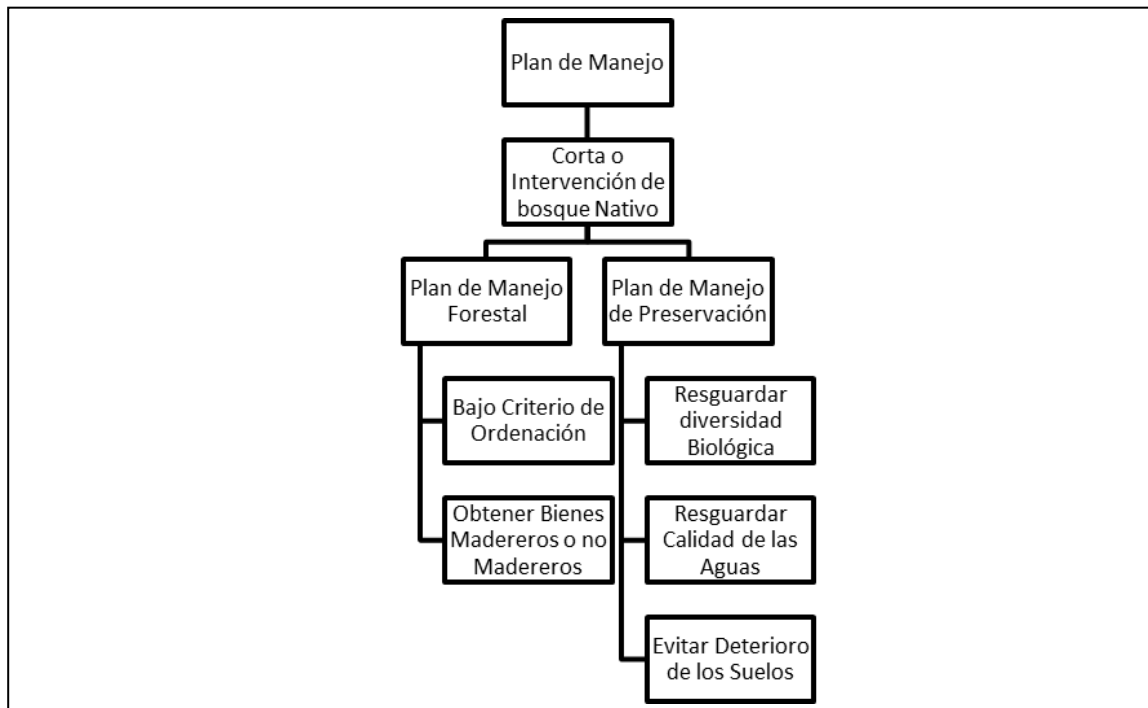 Plan de Manejo
Corta o
Intervención de
bosque Nativo
Plan de Manejo
Forestal
Plan de Manejo
de Preservación
Bajo Criterio de
Ordenación
Obtener Bienes
Madereros o no
Madereros
Resguardar
diversidad
Biológica
Resguardar
Calidad de las
Aguas
Evitar Deterioro
de los Suelos